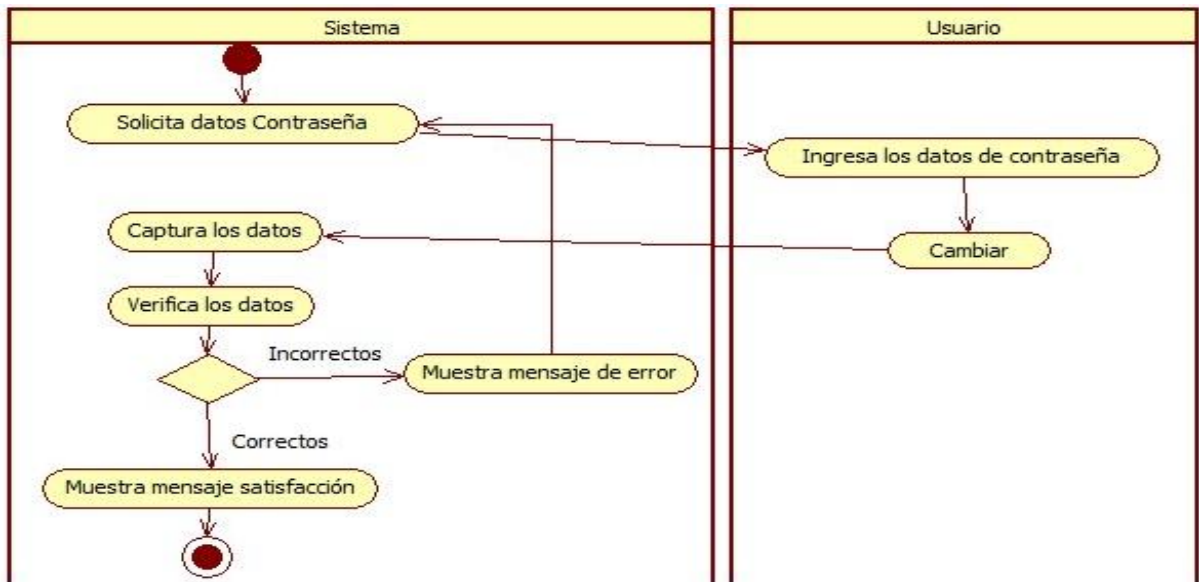 Sistema
Usuario
Solicita datos Contraseña
Ingresa los datos de contraseña
Captura los datos
Cambiar
Verifica los datos
Incorrectos
Muestra mensaje de error
Correctos
Muestra mensaje satisfacción